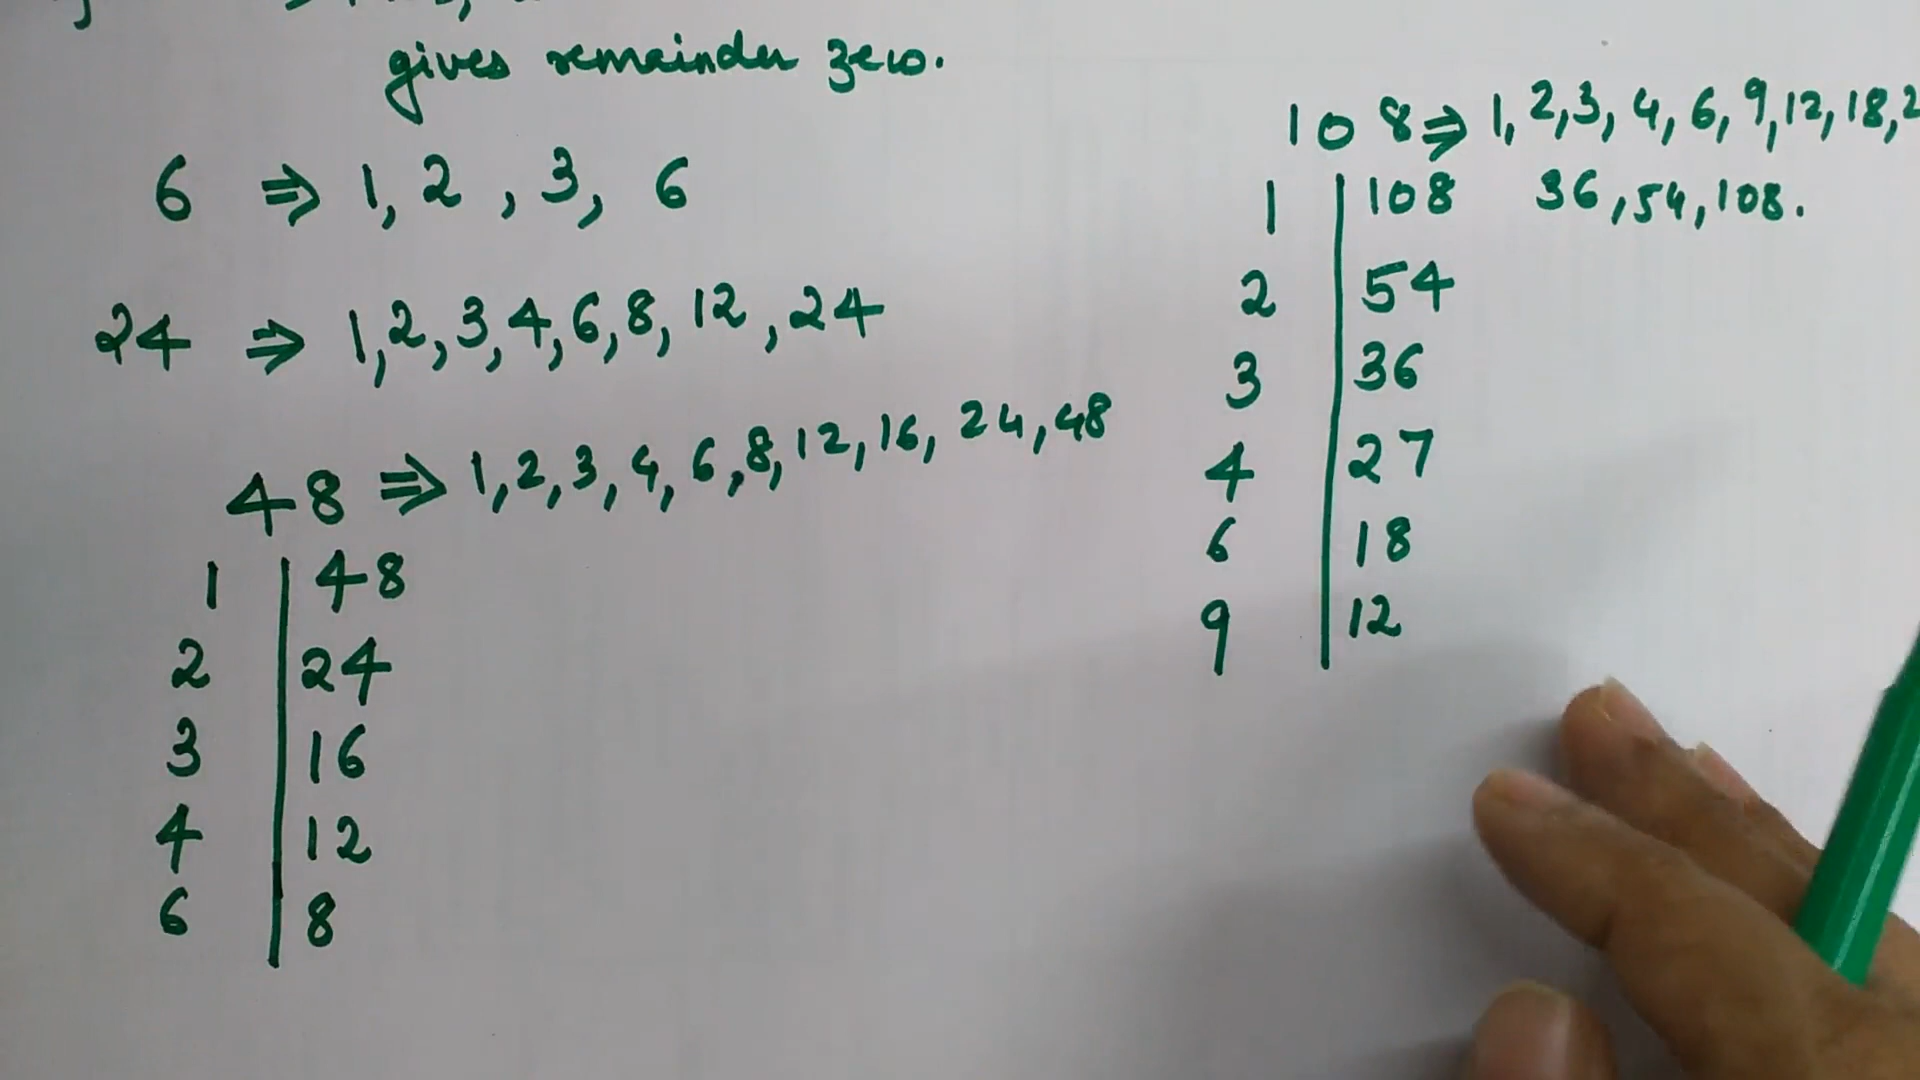 gives remainder zero.
6 ⇒ 1, 2, 3, 6
24 ⇒ 1,2,3,4,6,8,12,24
48 ⇒ 1,2,3,4,6,8,12,16,24,48
1 | 48
2 | 24
3 | 16
4 | 12
6 | 8
108 ⇒ 1,2,3,4,6,9,12,18,2
36,54,108.
1 | 108
2 | 54
3 | 36
4 | 27
6 | 18
9 | 12